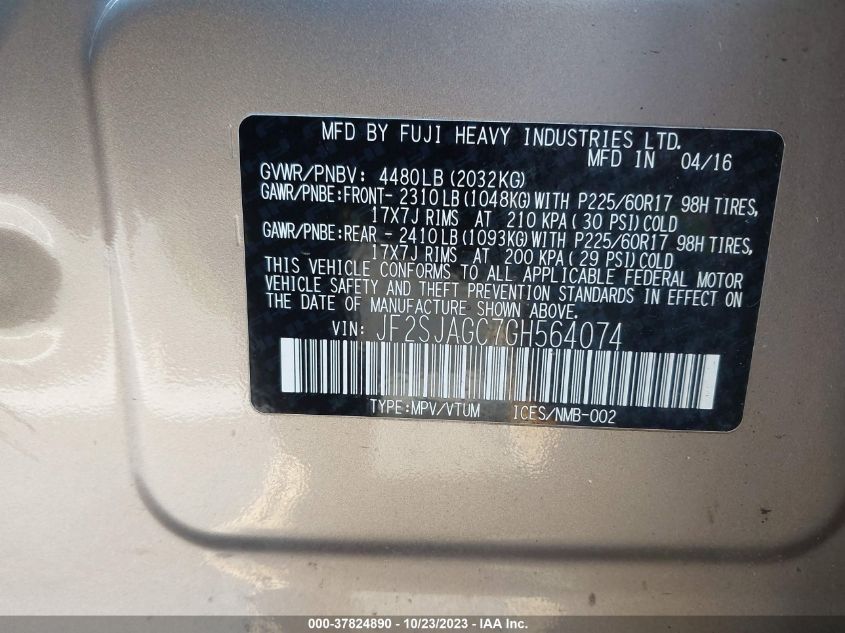 MFD BY FUJI HEAVY INDUSTRIES LTD.
MFD IN 04/16
GVWR/PNBV: 4480LB (2032KG)
GAWR/PNBE:FRONT- 2310 LB (1048KG) WITH P225/60R17 98H TIRES,
17X7J RIMS AT 210 KPA ( 30 PSI) COLD
GAWR/PNBE:REAR - 2410 LB (1093KG) WITH P225/60R17 98H TIRES,
17X7J RIMS AT 200 KPA ( 29 PSI) COLD
THIS VEHICLE CONFORMS TO ALL APPLICABLE FEDERAL MOTOR
VEHICLE SAFETY AND THEFT PREVENTION STANDARDS IN EFFECT ON
THE DATE OF MANUFACTURE SHOWN ABOVE.
VIN: JF2SJAGC7GH564074
TYPE:MPV/VTUM ICES/NMB-002
000-37824890 - 10/23/2023 - IAA Inc.